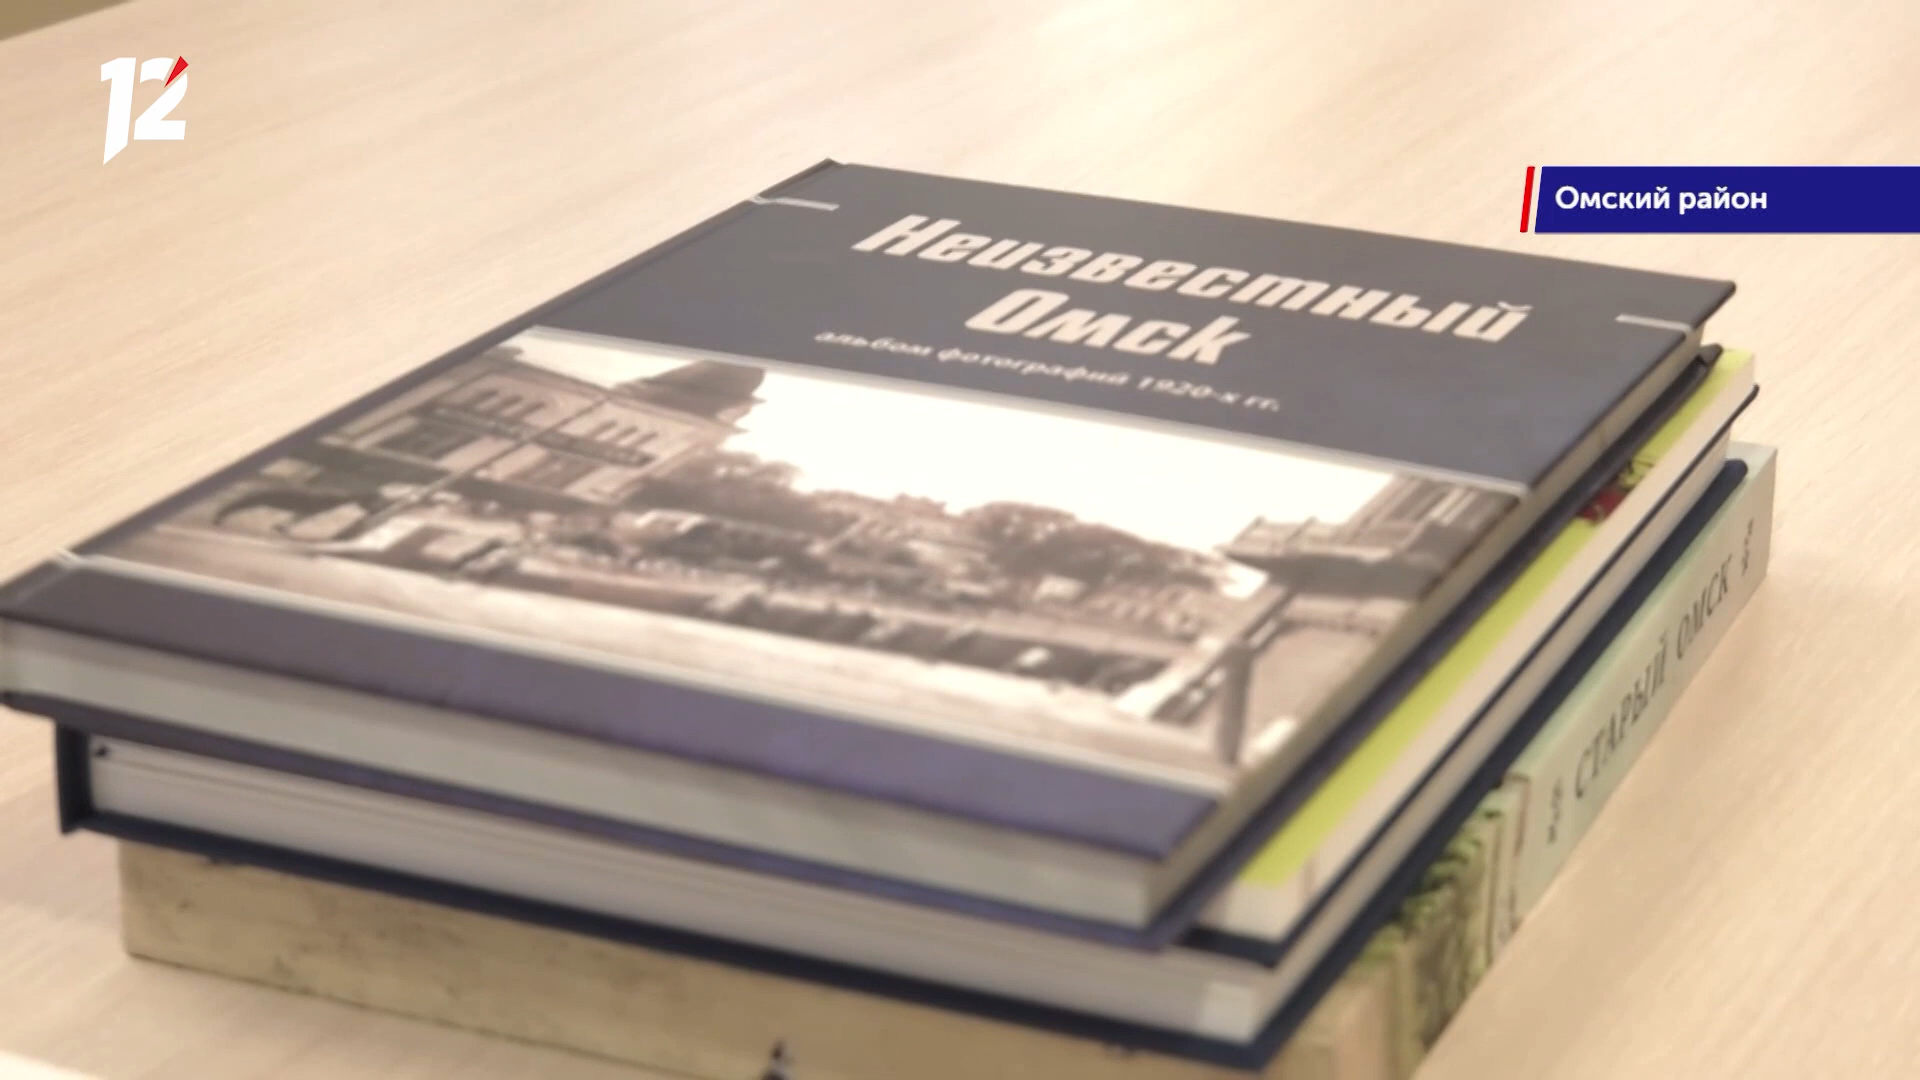 12
Омский район
Неизвестный
Омск
альбом фотографий 1920-х гг.
СТАРЫЙ ОМСК